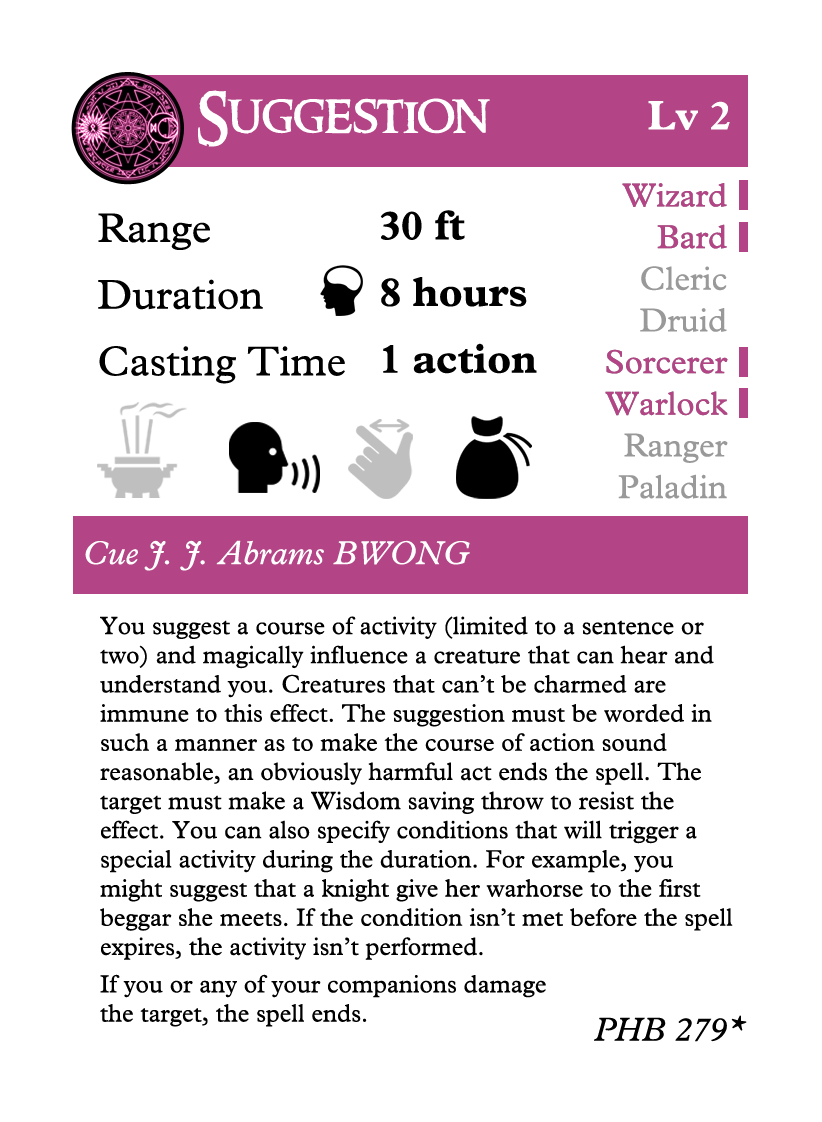 SUGGESTION
Lv 2
Range 30 ft
Duration 8 hours
Casting Time 1 action
Wizard
Bard
Cleric
Druid
Sorcerer
Warlock
Ranger
Paladin
Cue J. J. Abrams BWONG
You suggest a course of activity (limited to a sentence or
two) and magically influence a creature that can hear and
understand you. Creatures that can't be charmed are
immune to this effect. The suggestion must be worded in
such a manner as to make the course of action sound
reasonable, an obviously harmful act ends the spell. The
target must make a Wisdom saving throw to resist the
effect. You can also specify conditions that will trigger a
special activity during the duration. For example, you
might suggest that a knight give her warhorse to the first
beggar she meets. If the condition isn't met before the spell
expires, the activity isn't performed.
If you or any of your companions damage
the target, the spell ends.
PHB 279*